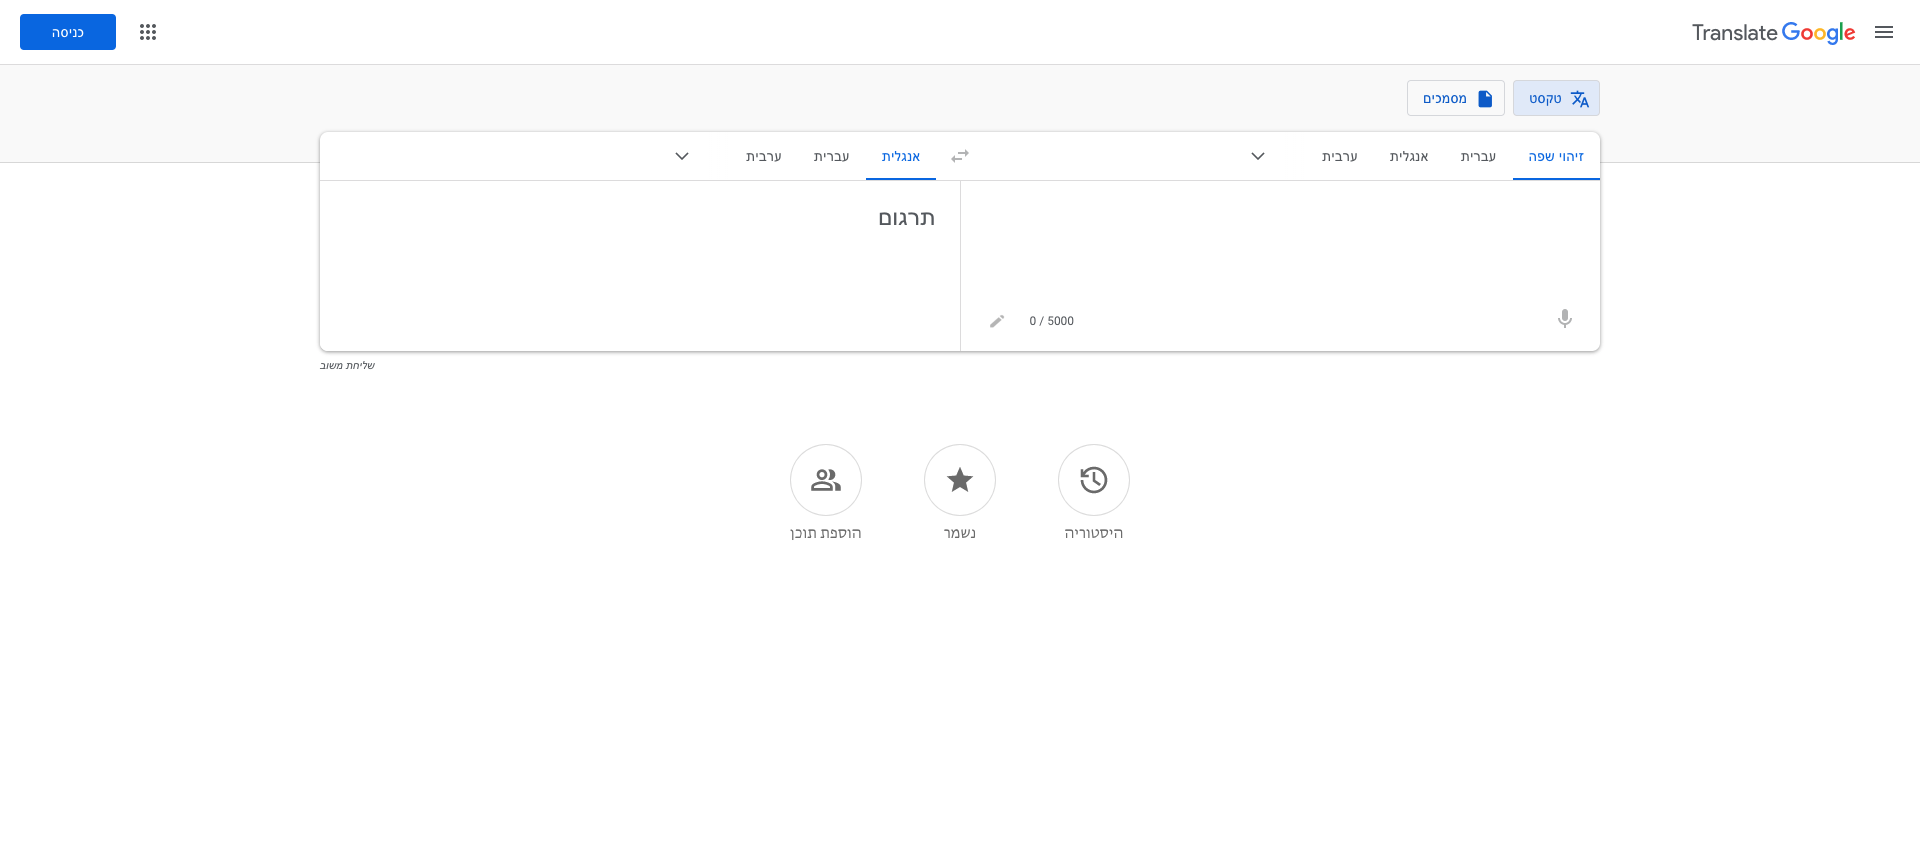 Google Translate
כניסה
טקסט
מסמכים
זיהוי שפה עברית אנגלית ערבית
אנגלית עברית ערבית
תרגום
0 / 5000
שליחת משוב
היסטוריה
נשמר
הוספת תוכן